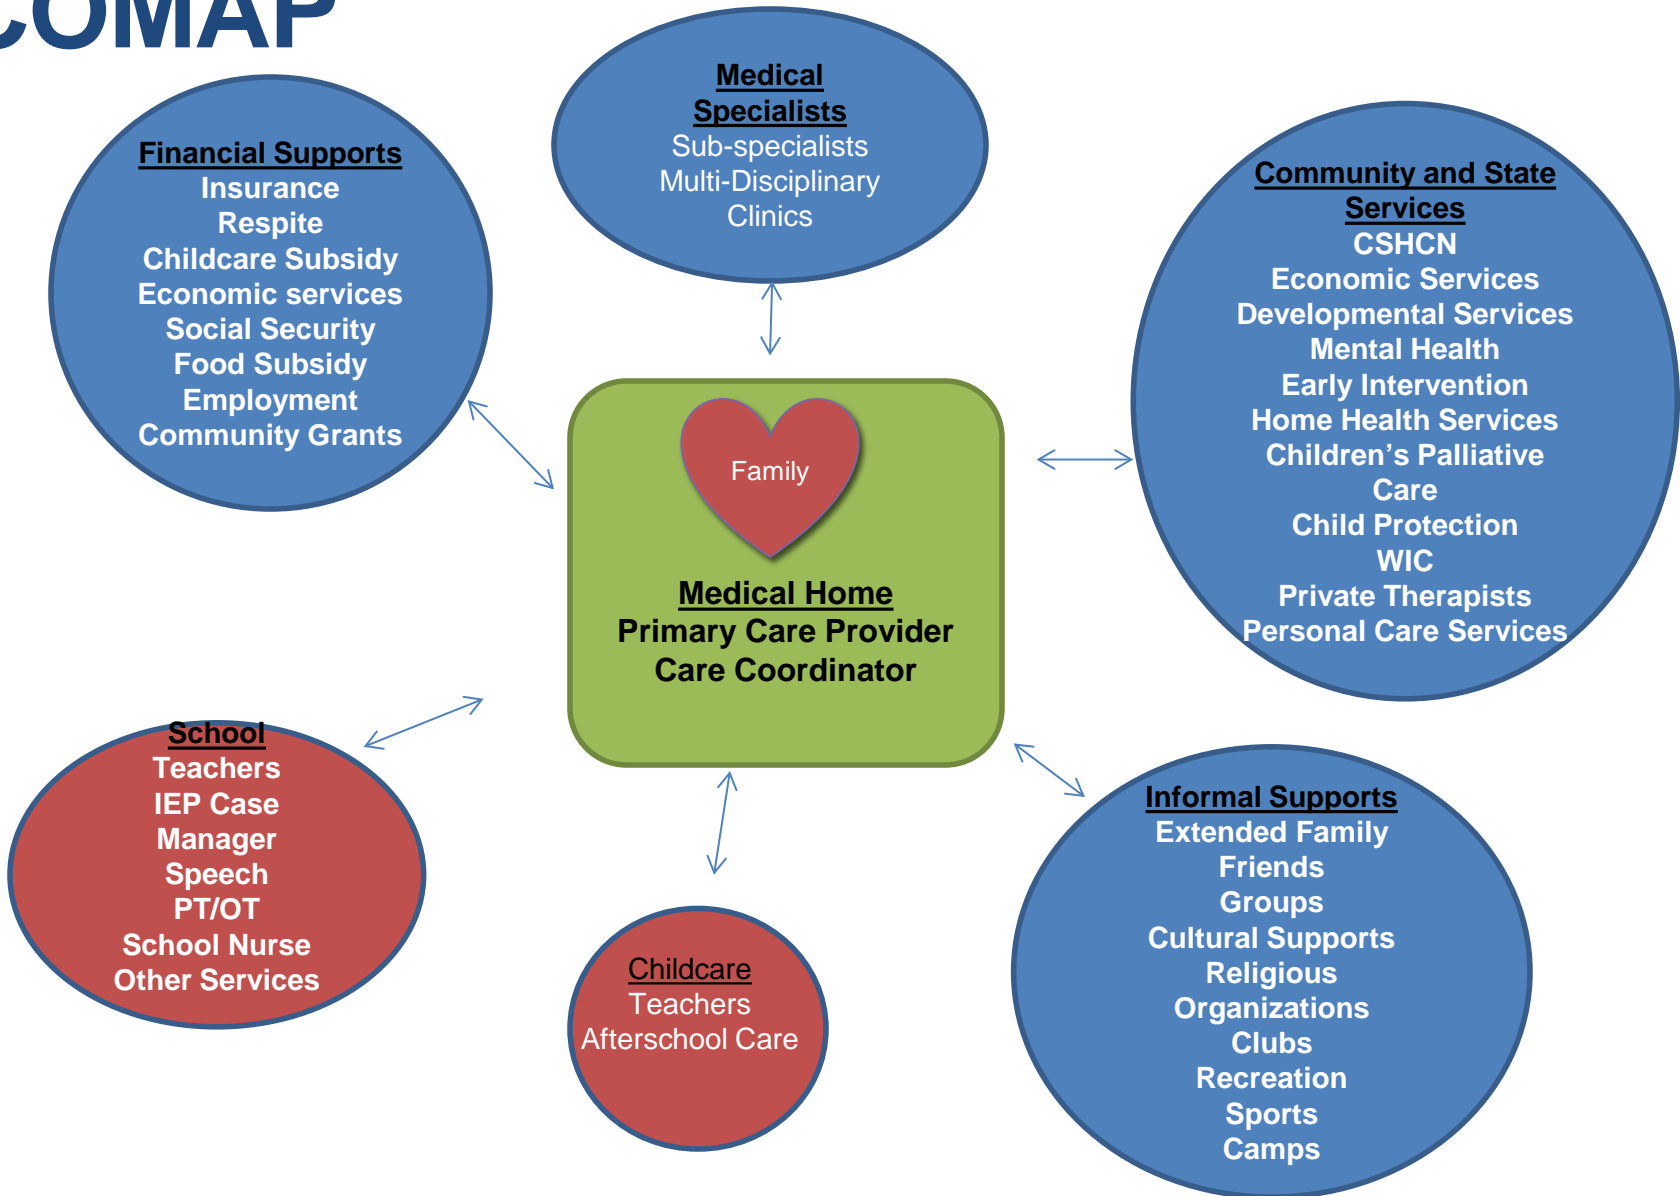 COMAP
Medical
Specialists
Sub-specialists
Multi-Disciplinary
Clinics
Financial Supports
Insurance
Respite
Childcare Subsidy
Economic services
Social Security
Food Subsidy
Employment
Community Grants
Community and State
Services
CSHCN
Economic Services
Developmental Services
Mental Health
Early Intervention
Home Health Services
Children’s Palliative
Care
Child Protection
WIC
Private Therapists
Personal Care Services
Family
Medical Home
Primary Care Provider
Care Coordinator
School
Teachers
IEP Case
Manager
Speech
PT/OT
School Nurse
Other Services
Childcare
Teachers
Afterschool Care
Informal Supports
Extended Family
Friends
Groups
Cultural Supports
Religious
Organizations
Clubs
Recreation
Sports
Camps